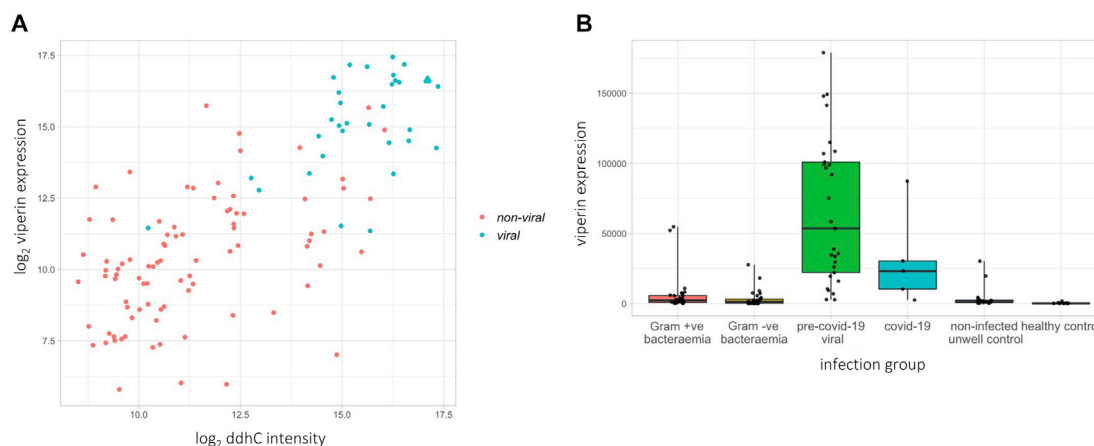 A
17.5
15.0
12.5
10.0
7.5
log2 viperin expression
10.0 12.5 15.0 17.5
log2 ddhC intensity
non-viral
viral
B
150000
100000
50000
0
viperin expression
Gram +ve
bacteraemia
Gram -ve
bacteraemia
pre-covid-19
viral
covid-19
non-infected
unwell control
healthy control
infection group